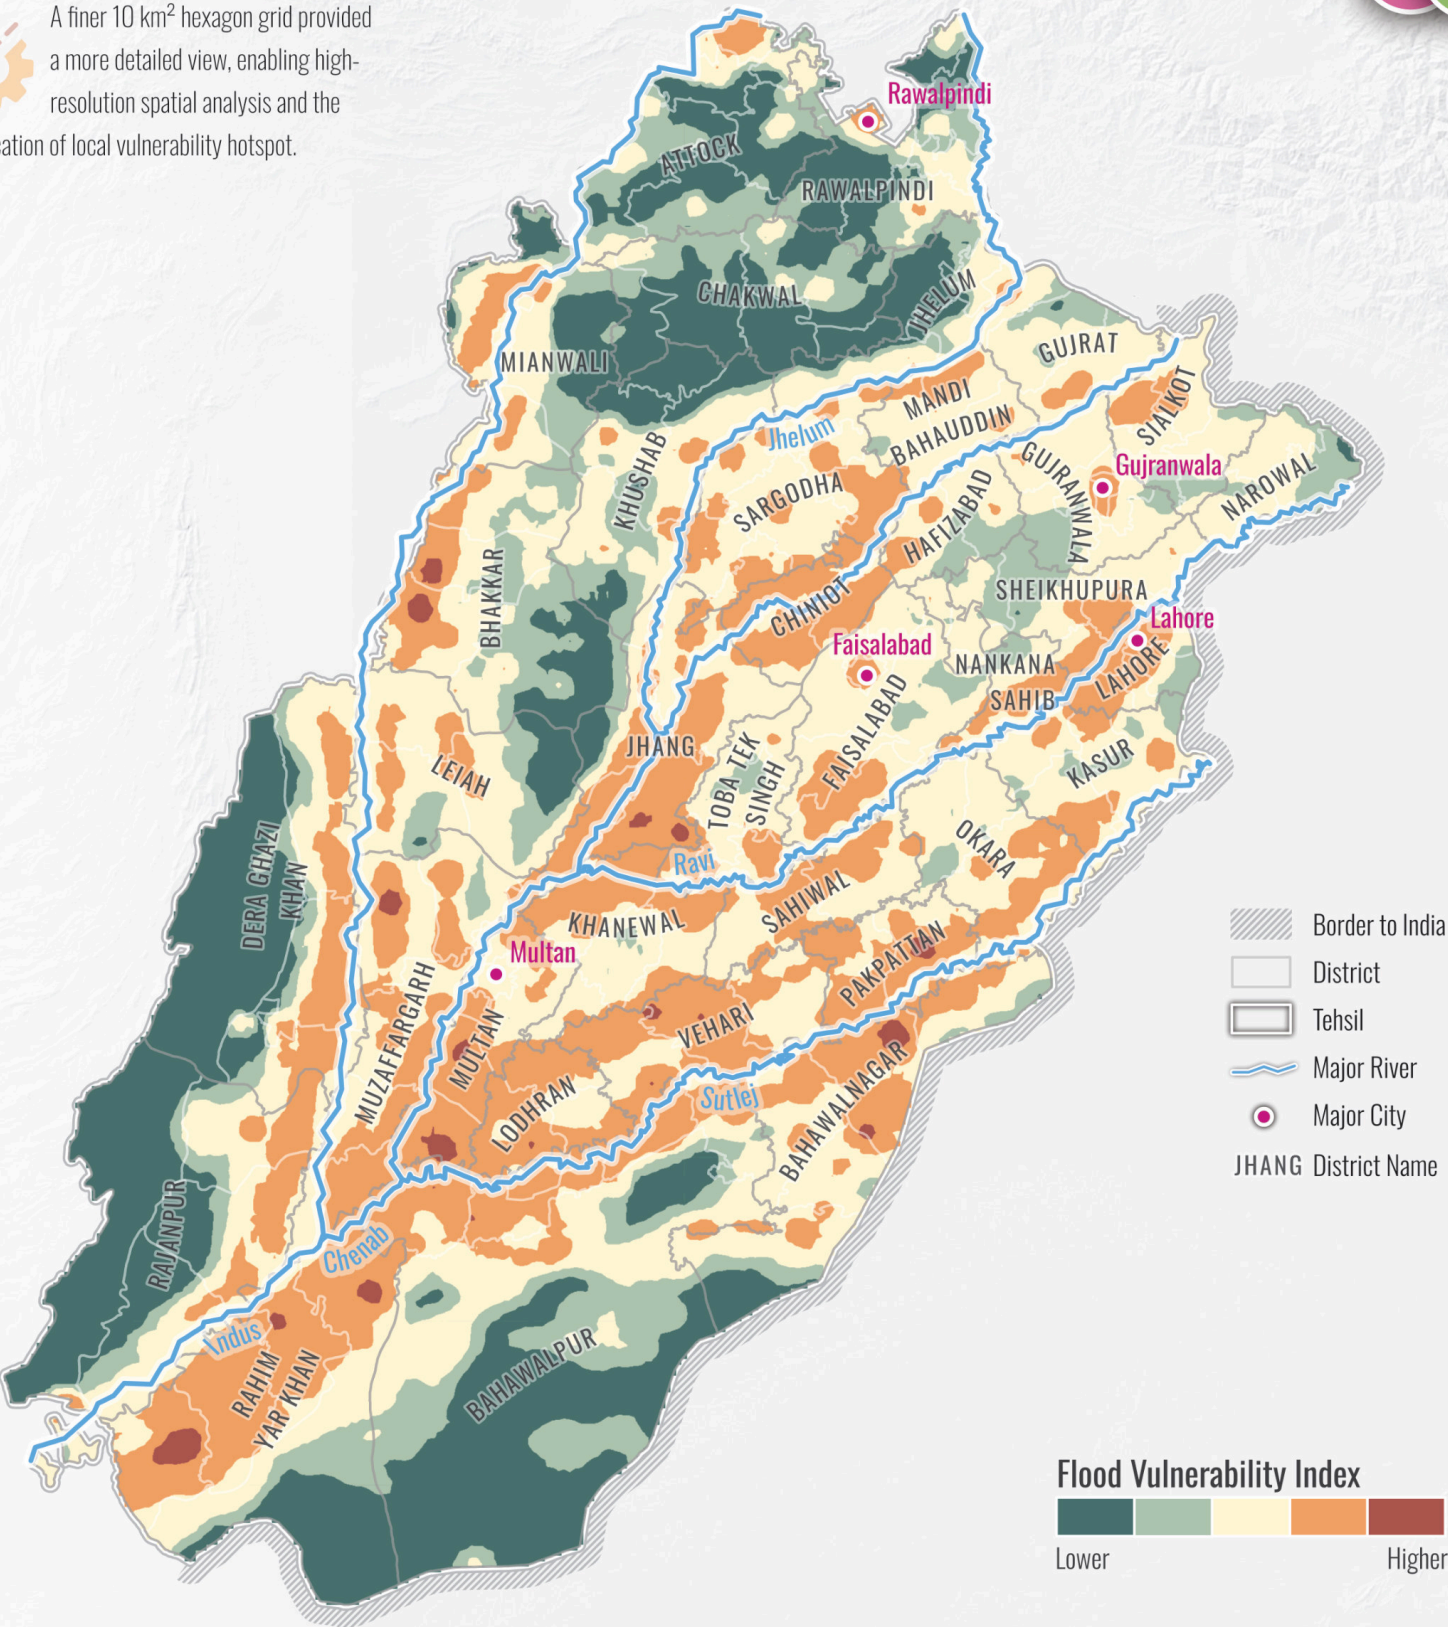 A finer 10 km² hexagon grid provided
a more detailed view, enabling high-
resolution spatial analysis and the
ation of local vulnerability hotspot.
Rawalpindi
ATTOCK
RAWALPINDI
CHAKWAL
JHELUM
MIANWALI
GUJRAT
MANDI
BAHAUDDIN
SIALKOT
Jhelum
KHUSHAB
SARGODHA
GUJRANWALA
Gujranwala
NAROWAL
HAFIZABAD
BHAKKAR
CHINIOT
SHEIKHUPURA
Lahore
LAHORE
Faisalabad
NANKANA
SAHIB
FAISALABAD
JHANG
TOBA TEK
SINGH
KASUR
LEIAH
OKARA
DERA GHAZI
KHAN
Ravi
SAHIWAL
KHANEWAL
Multan
PAKPATTAN
MUZAFFARGARH
MULTAN
VEHARI
LODHRAN
Sutlej
BAHAWALNAGAR
RAJANPUR
Chenab
Indus
RAHIM
YAR KHAN
BAHAWALPUR
Border to India
District
Tehsil
Major River
Major City
JHANG District Name
Flood Vulnerability Index
Lower Higher